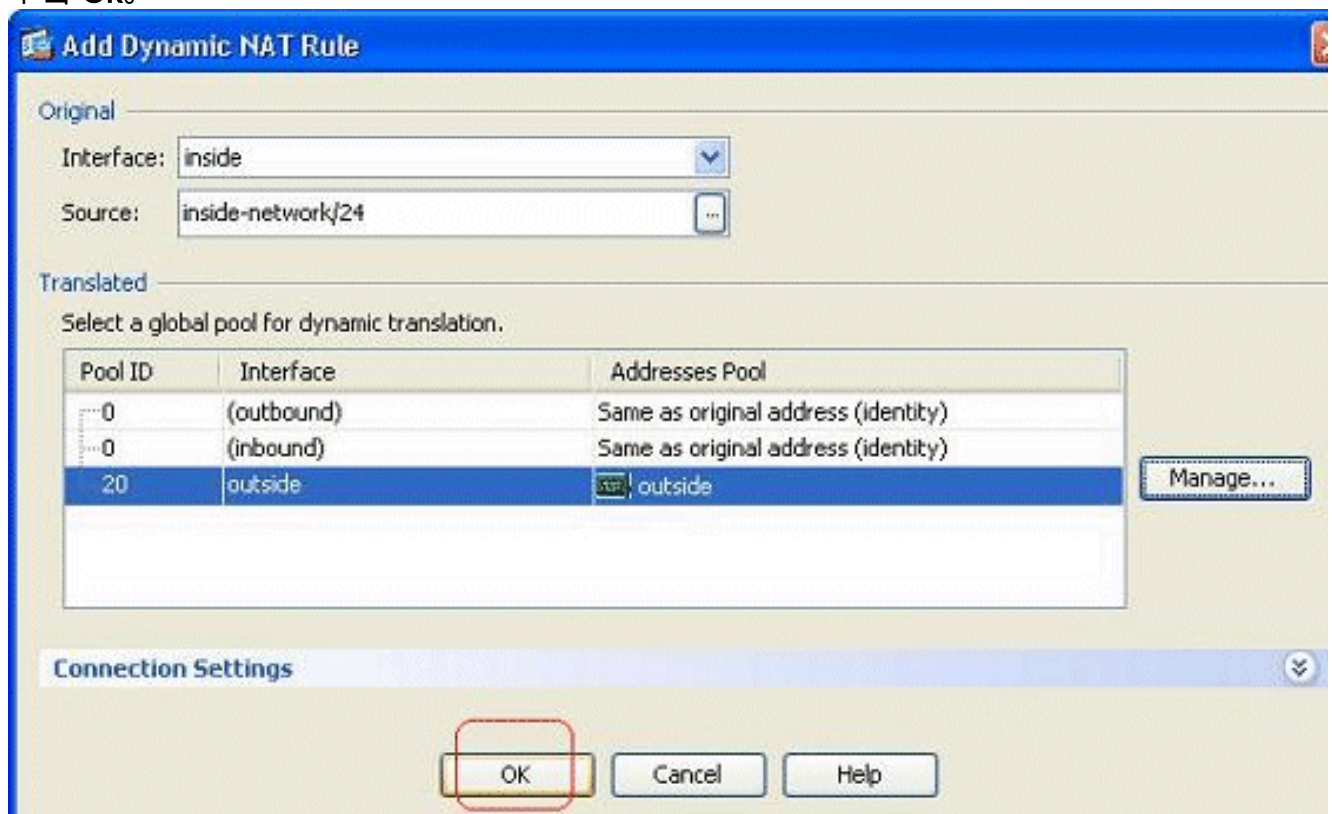 OK。
Add Dynamic NAT Rule
Original
Interface: inside
Source: inside-network/24 ...
Translated
Select a global pool for dynamic translation.
Pool ID Interface Addresses Pool
0 (outbound) Same as original address (identity)
0 (inbound) Same as original address (identity)
20 outside outside
Manage...
Connection Settings
OK Cancel Help